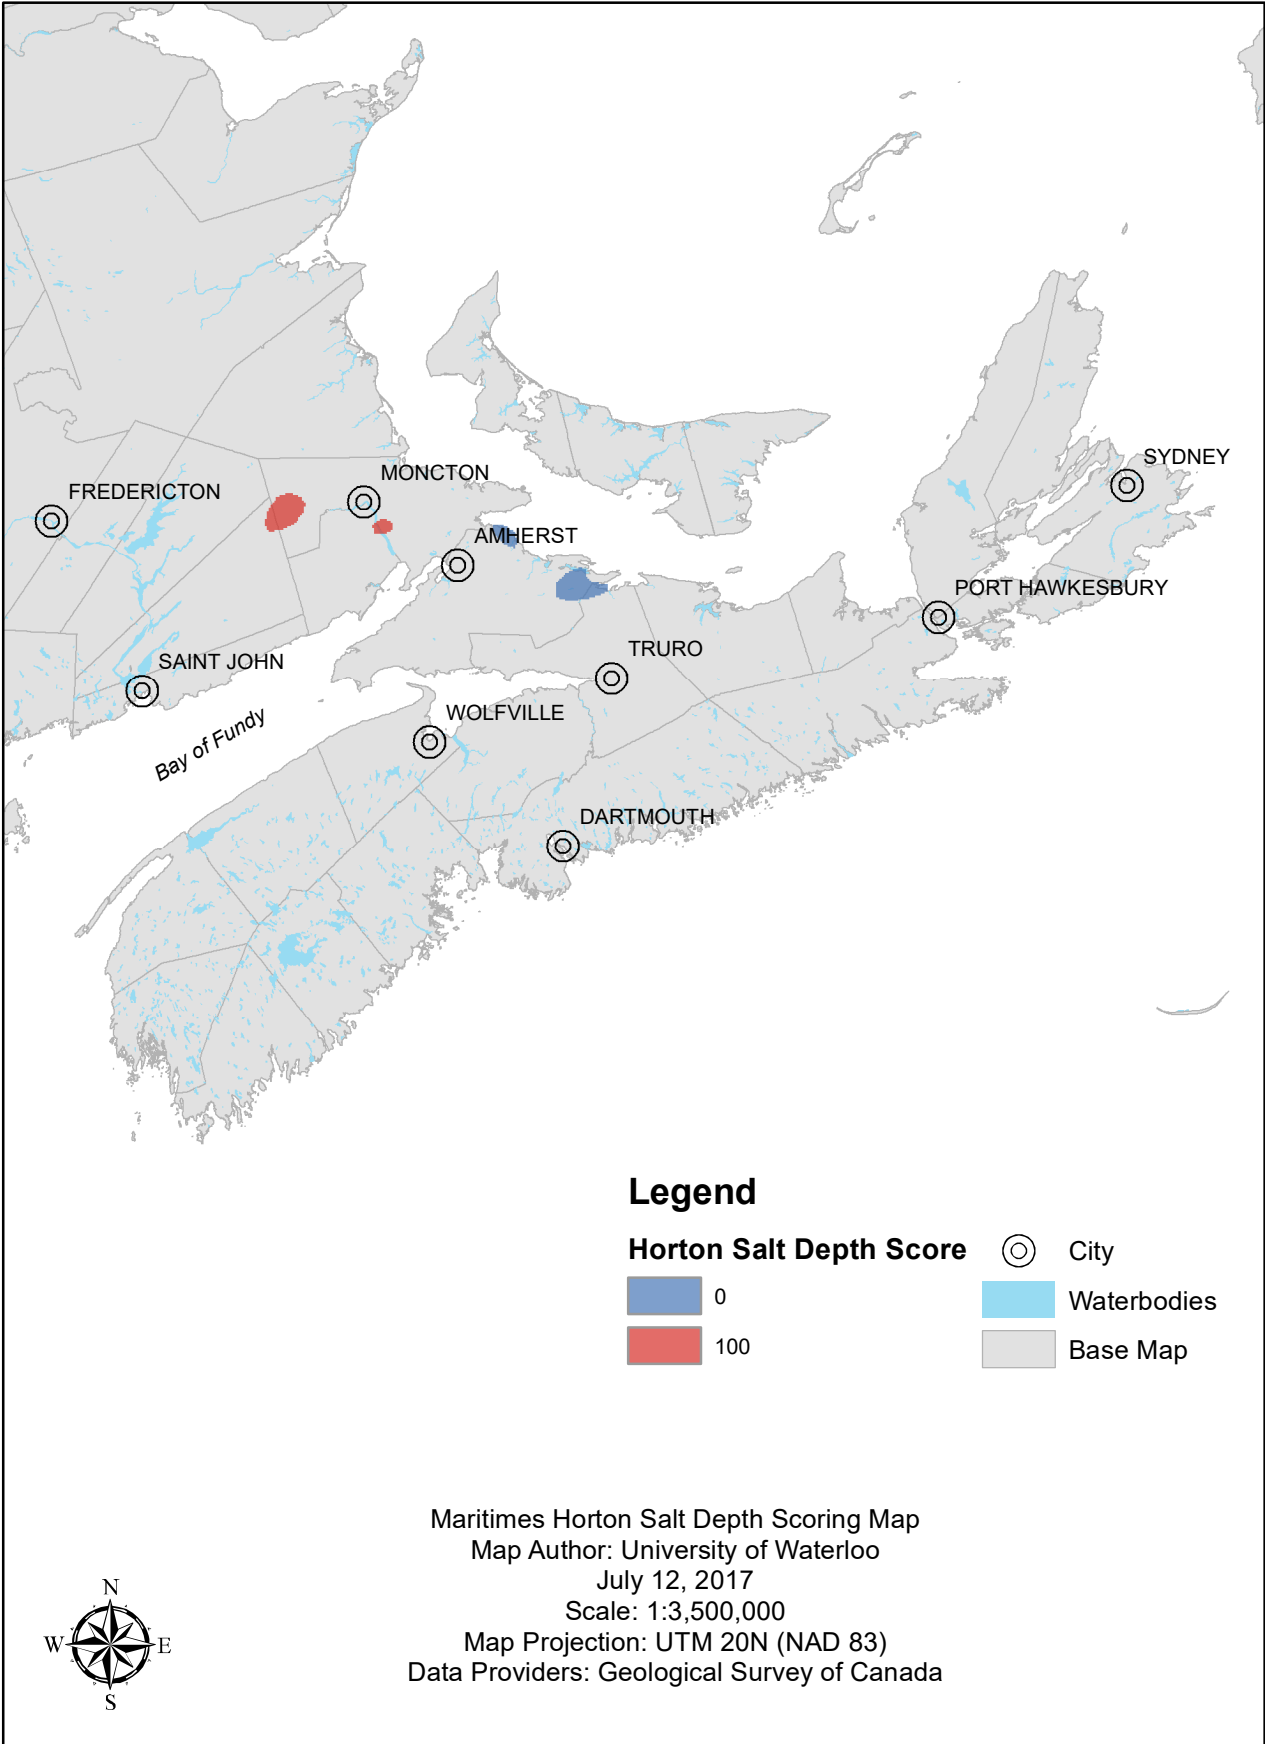 SYDNEY
MONCTON
FREDERICTON
AMHERST
PORT HAWKESBURY
TRURO
SAINT JOHN
WOLFVILLE
Bay of Fundy
DARTMOUTH
Legend
Horton Salt Depth Score
0
100
City
Waterbodies
Base Map
Maritimes Horton Salt Depth Scoring Map
Map Author: University of Waterloo
July 12, 2017
Scale: 1:3,500,000
Map Projection: UTM 20N (NAD 83)
Data Providers: Geological Survey of Canada
N
W E
S